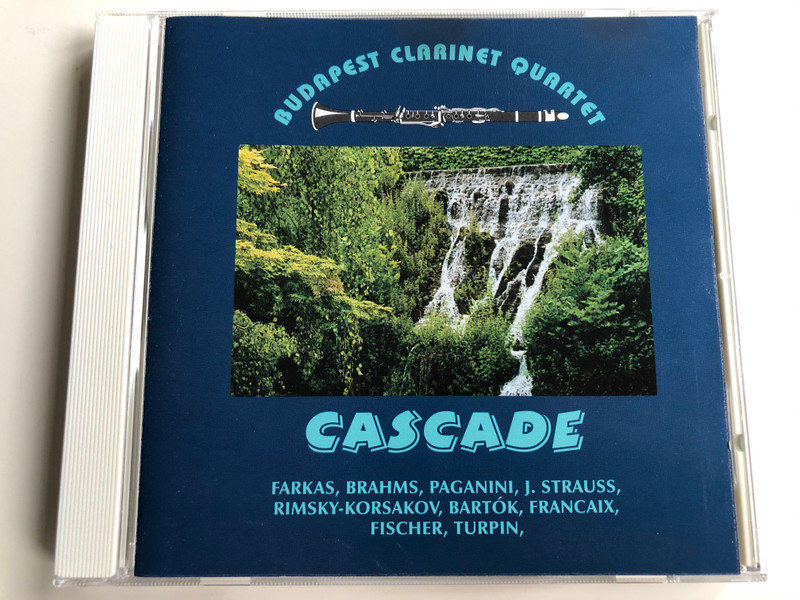 BUDAPEST CLARINET QUARTET
CASCADE
FARKAS, BRAHMS, PAGANINI, J. STRAUSS,
RIMSKY-KORSAKOV, BARTÓK, FRANCAIX,
FISCHER, TURPIN,